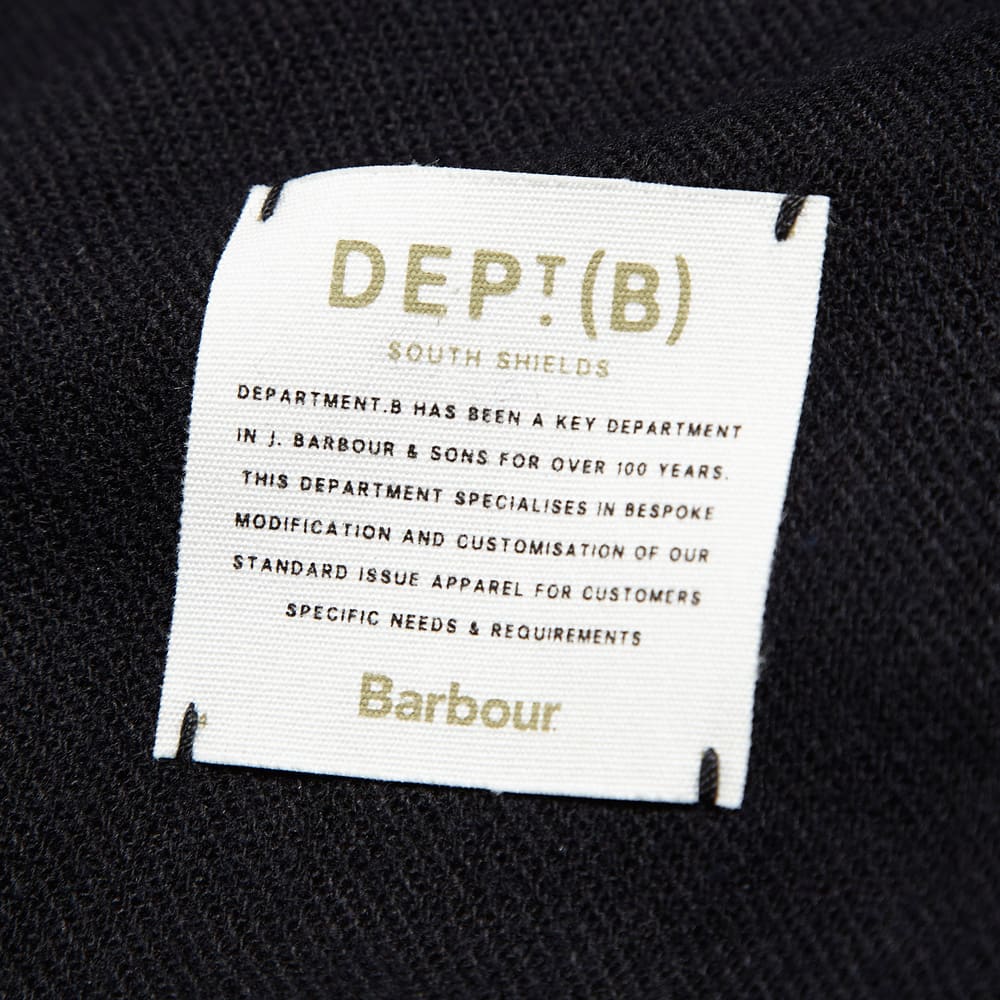 DEPT. (B)
SOUTH SHIELDS
DEPARTMENT.B HAS BEEN A KEY DEPARTMENT
IN J. BARBOUR & SONS FOR OVER 100 YEARS.
THIS DEPARTMENT SPECIALISES IN BESPOKE
MODIFICATION AND CUSTOMISATION OF OUR
STANDARD ISSUE APPAREL FOR CUSTOMERS
SPECIFIC NEEDS & REQUIREMENTS
Barbour.
4